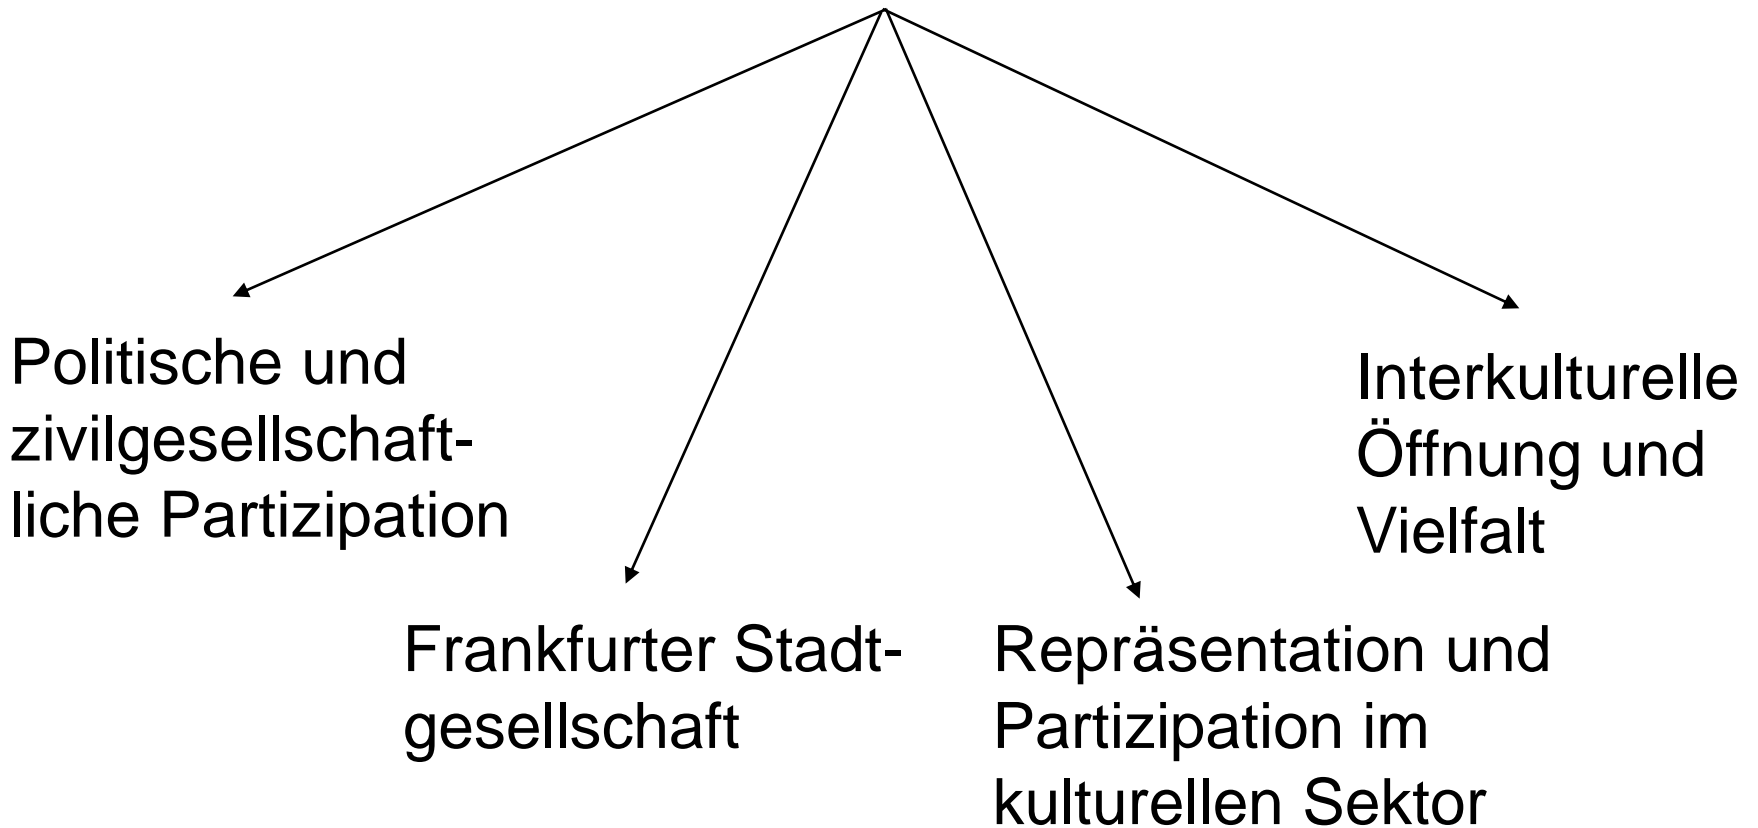 Politische und
zivilgesellschaft-
liche Partizipation
Frankfurter Stadt-
gesellschaft
Repräsentation und
Partizipation im
kulturellen Sektor
Interkulturelle
Öffnung und
Vielfalt